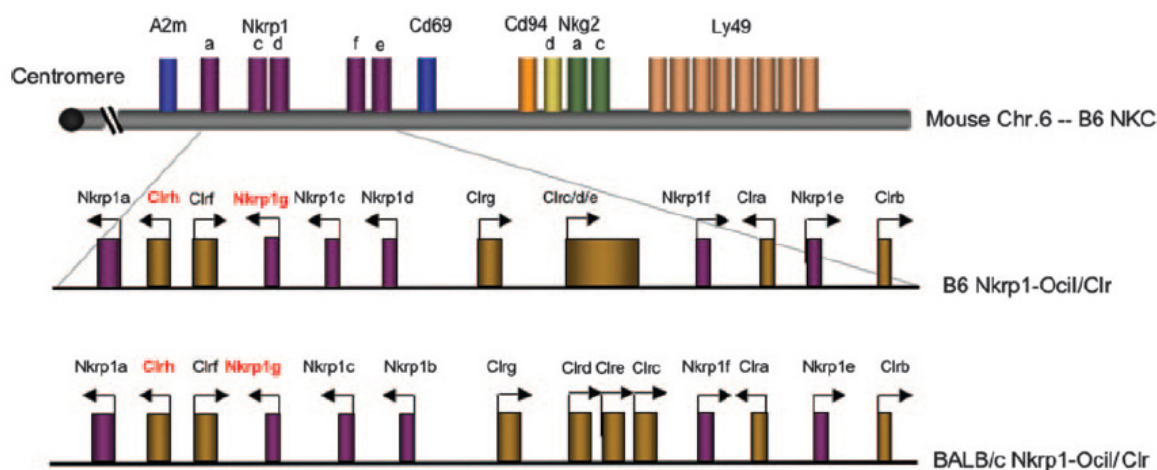 A2m Nkrp1 Cd69 Cd94 Nkg2 Ly49
a c d f e d a c
Centromere
Mouse Chr.6 -- B6 NKC
Nkrp1a Clrh Clrf Nkrp1g Nkrp1c Nkrp1d Clrg Clrc/d/e Nkrp1f Clra Nkrp1e Clrb
B6 Nkrp1-Ocil/Clr
Nkrp1a Clrh Clrf Nkrp1g Nkrp1c Nkrp1b Clrg Clrd Clre Clrc Nkrp1f Clra Nkrp1e Clrb
BALB/c Nkrp1-Ocil/Clr